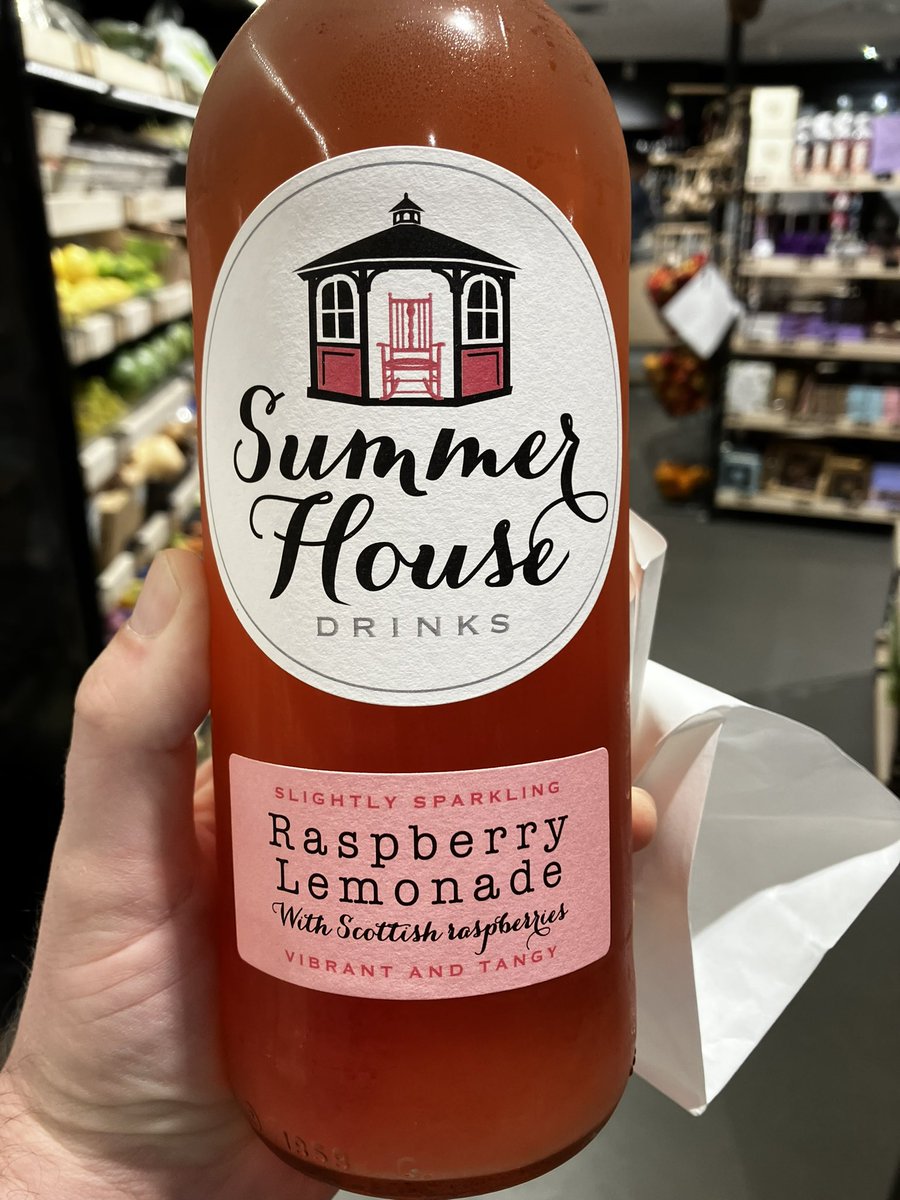 Summer
House
DRINKS
SLIGHTLY SPARKLING
Raspberry
Lemonade
With Scottish raspberries
VIBRANT AND TANGY